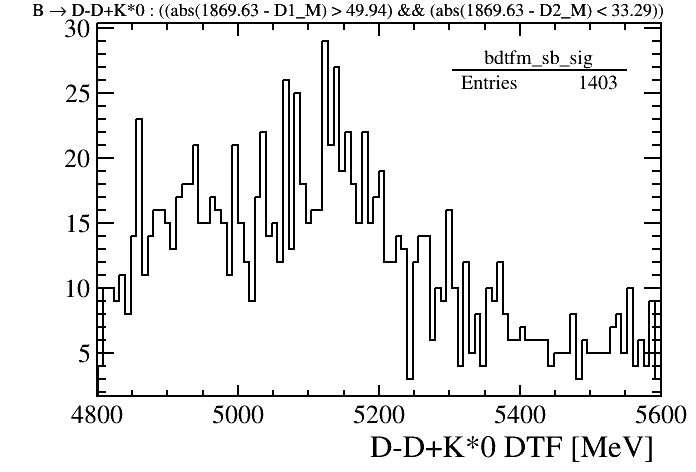 B → D-D+K*0 : ((abs(1869.63 - D1_M) > 49.94) && (abs(1869.63 - D2_M) < 33.29))
30
bdtfm_sb_sig
Entries 1403
25
20
15
10
5
4800 5000 5200 5400 5600
D-D+K*0 DTF [MeV]